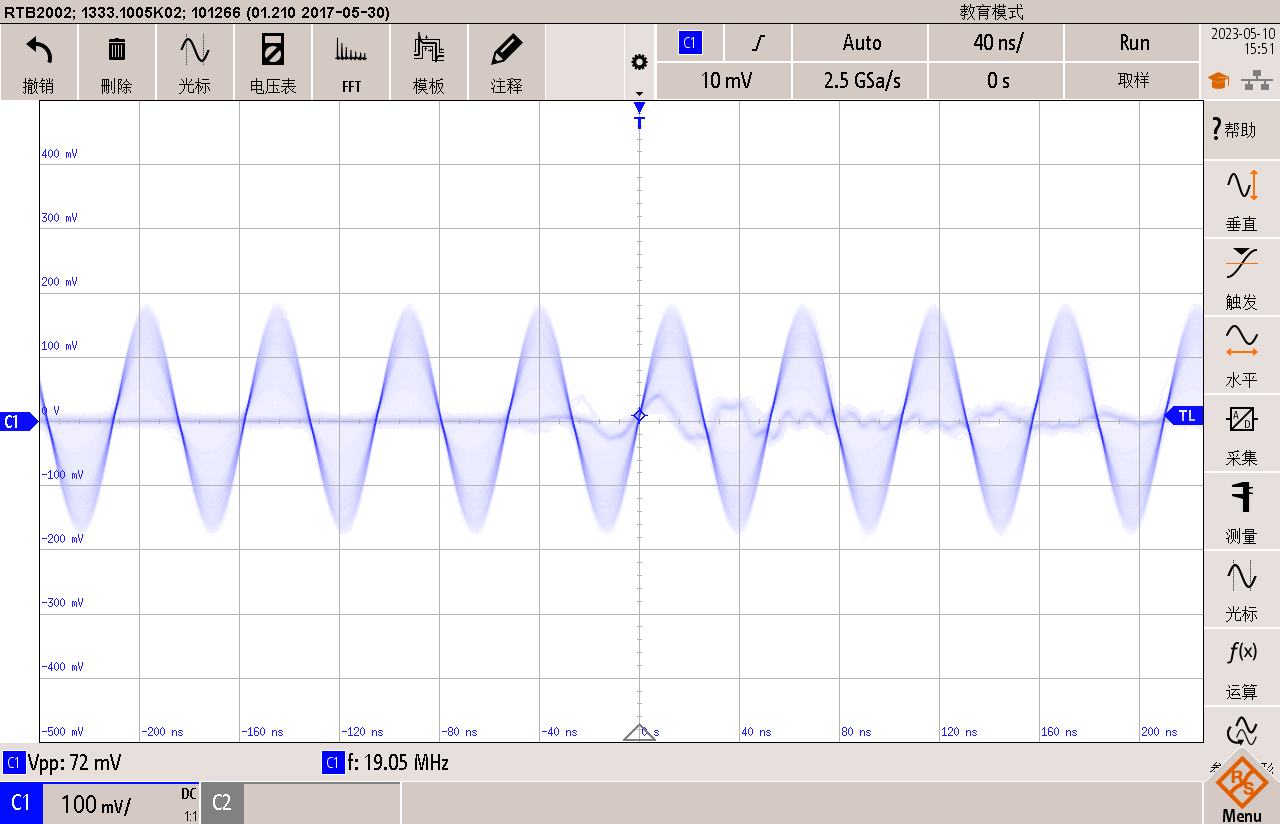 RTB2002; 1333.1005K02; 101266 (01.210 2017-05-30)
教育模式
撤销
删除
光标
电压表
FFT
模板
注释
C1
Auto
40 ns/
Run
10 mV
2.5 GSa/s
0 s
取样
2023-05-10
15:51
T
400 mV
300 mV
200 mV
100 mV
0 V
-100 mV
-200 mV
-300 mV
-400 mV
-500 mV
C1
TL
-200 ns
-160 ns
-120 ns
-80 ns
-40 ns
0 s
40 ns
80 ns
120 ns
160 ns
200 ns
?帮助
垂直
触发
水平
A
D
采集
测量
光标
f(x)
运算
R S
Menu
C1 Vpp: 72 mV
C1 f: 19.05 MHz
C1
100 mV/
DC
1:1
C2